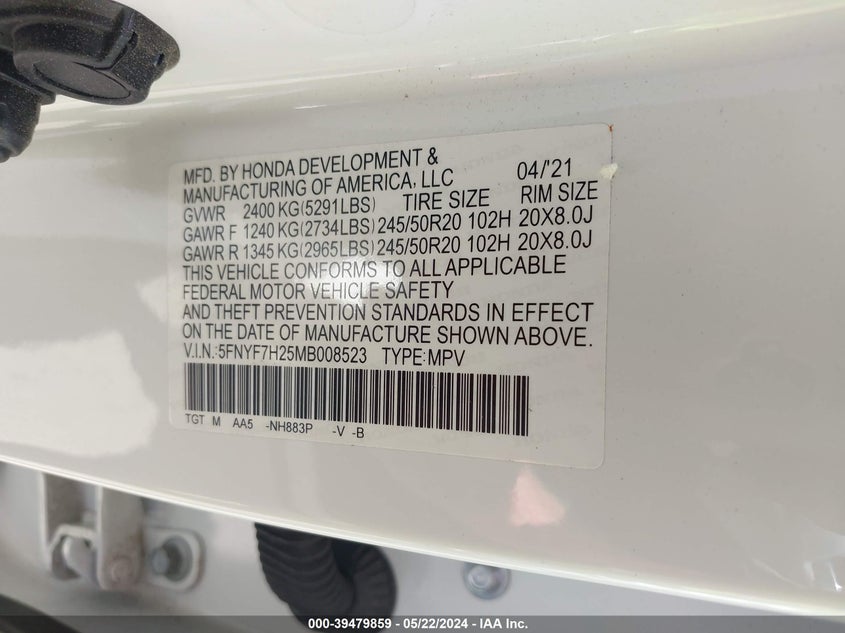 MFD. BY HONDA DEVELOPMENT & 04/'21
MANUFACTURING OF AMERICA, LLC
GVWR 2400 KG(5291LBS) TIRE SIZE RIM SIZE
GAWR F 1240 KG(2734LBS) 245/50R20 102H 20X8.0J
GAWR R 1345 KG(2965LBS) 245/50R20 102H 20X8.0J
THIS VEHICLE CONFORMS TO ALL APPLICABLE
FEDERAL MOTOR VEHICLE SAFETY
AND THEFT PREVENTION STANDARDS IN EFFECT
ON THE DATE OF MANUFACTURE SHOWN ABOVE.
V.I.N.:5FNYF7H25MB008523 TYPE:MPV
TGT M AA5 -NH883P -V -B
000-39479859 — 05/22/2024 — IAA Inc.